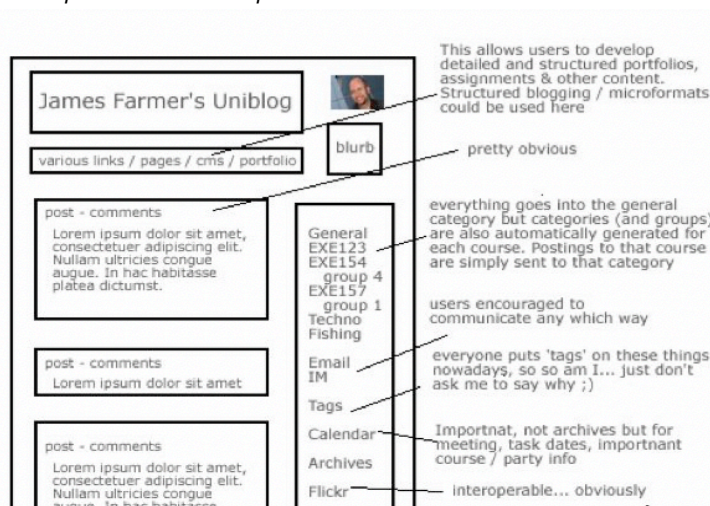 James Farmer's Uniblog
various links / pages / cms / portfolio
blurb
post - comments
Lorem ipsum dolor sit amet,
consectetuer adipiscing elit.
Nullam ultricies congue
augue. In hac habitasse
platea dictumst.
post - comments
Lorem ipsum dolor sit amet
post - comments
Lorem ipsum dolor sit amet,
consectetuer adipiscing elit.
Nullam ultricies congue
General
EXE123
EXE154
group 4
EXE157
group 1
Techno
Fishing
Email
IM
Tags
Calendar
Archives
Flickr
This allows users to develop
detailed and structured portfolios,
assignments & other content.
Structured blogging / microformats
could be used here
pretty obvious
everything goes into the general
category but categories (and groups)
are also automatically generated for
each course. Postings to that course
are simply sent to that category
users encouraged to
communicate any which way
everyone puts 'tags' on these things
nowadays, so so am I... just don't
ask me to say why ;)
Importnat, not archives but for
meeting, task dates, importnant
course / party info
interoperable... obviously